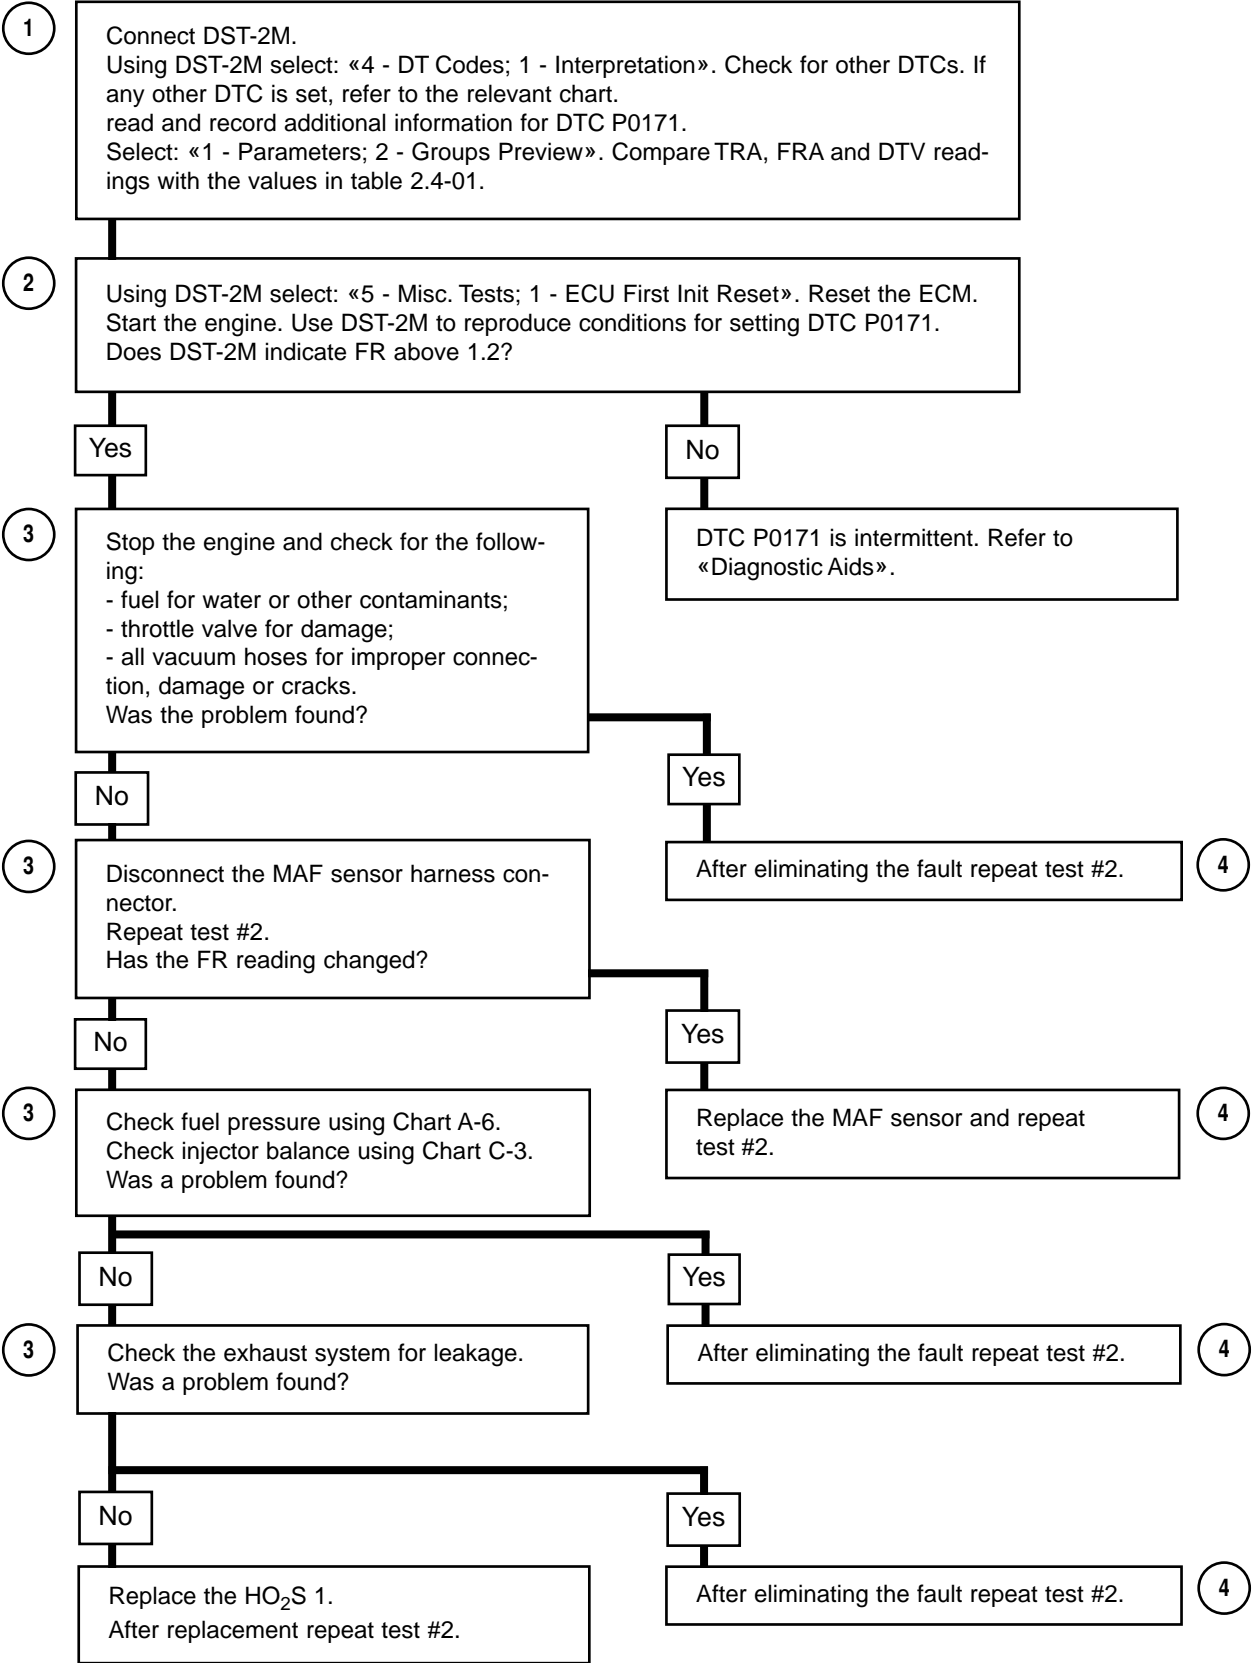 1
Connect DST-2M.
Using DST-2M select: «4 - DT Codes; 1 - Interpretation». Check for other DTCs. If
any other DTC is set, refer to the relevant chart.
read and record additional information for DTC P0171.
Select: «1 - Parameters; 2 - Groups Preview». Compare TRA, FRA and DTV read-
ings with the values in table 2.4-01.
2
Using DST-2M select: «5 - Misc. Tests; 1 - ECU First Init Reset». Reset the ECM.
Start the engine. Use DST-2M to reproduce conditions for setting DTC P0171.
Does DST-2M indicate FR above 1.2?
Yes
No
3
Stop the engine and check for the follow-
ing:
- fuel for water or other contaminants;
- throttle valve for damage;
- all vacuum hoses for improper connec-
tion, damage or cracks.
Was the problem found?
DTC P0171 is intermittent. Refer to
«Diagnostic Aids».
No
Yes
3
Disconnect the MAF sensor harness con-
nector.
Repeat test #2.
Has the FR reading changed?
After eliminating the fault repeat test #2.
4
No
Yes
3
Check fuel pressure using Chart A-6.
Check injector balance using Chart C-3.
Was a problem found?
Replace the MAF sensor and repeat
test #2.
4
No
Yes
3
Check the exhaust system for leakage.
Was a problem found?
After eliminating the fault repeat test #2.
4
No
Yes
Replace the HO₂S 1.
After replacement repeat test #2.
After eliminating the fault repeat test #2.
4